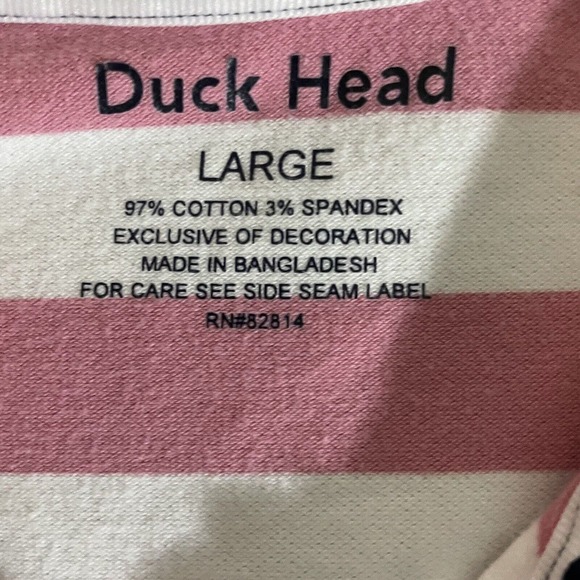 Duck Head
LARGE
97% COTTON 3% SPANDEX
EXCLUSIVE OF DECORATION
MADE IN BANGLADESH
FOR CARE SEE SIDE SEAM LABEL
RN#82814